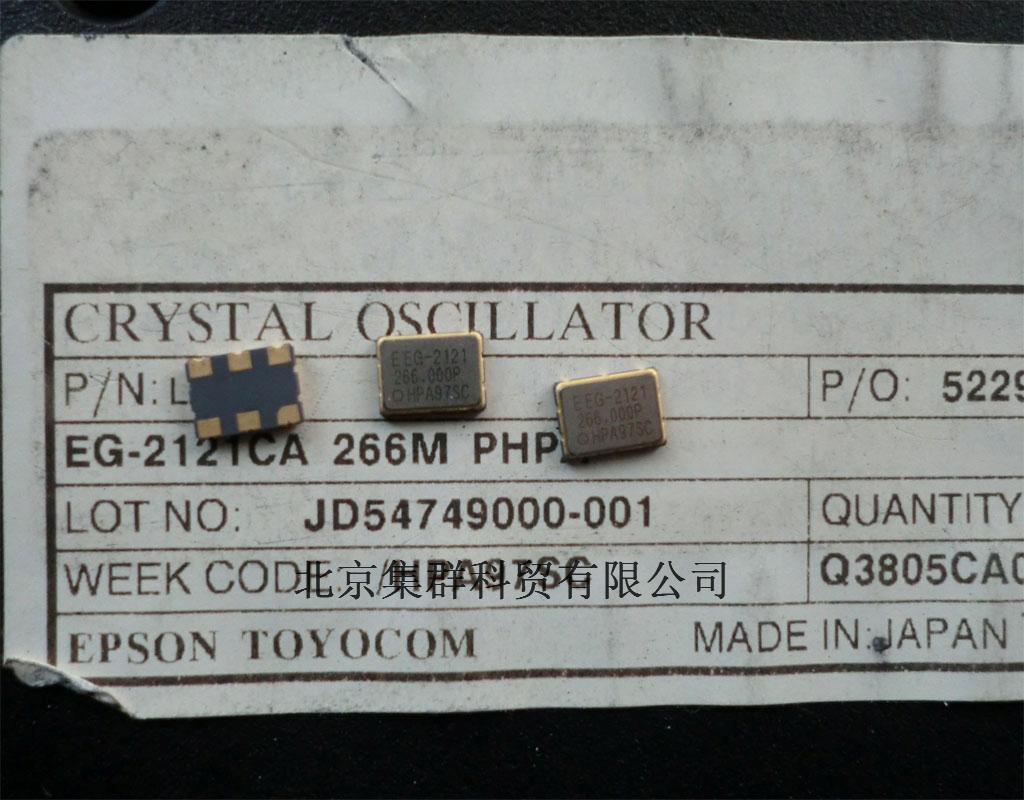 CRYSTAL OSCILLATOR
P/N: L
P/O: 5229
EG-2121CA 266M PHP
LOT NO: JD54749000-001
QUANTITY
WEEK CODE: HPA97SC
Q3805CA0
北京集群科贸有限公司
EPSON TOYOCOM
MADE IN: JAPAN
E EG-2121
266.000P
HPA97SC
E EG-2121
266.000P
HPA97SC